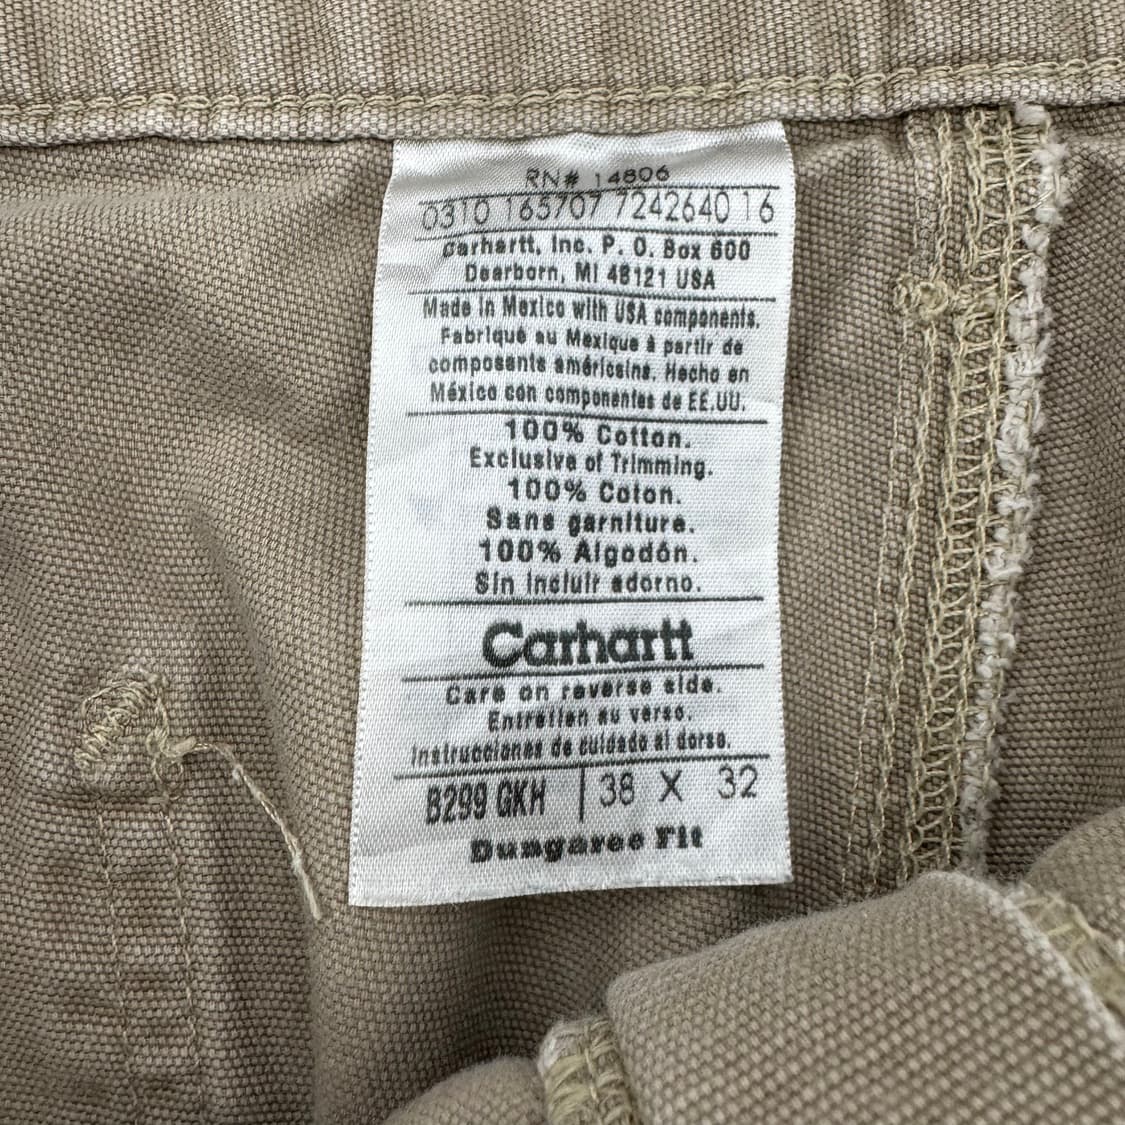 RN# 14806
0310 165707 7242640 16
Carhartt, Inc. P. O. Box 600
Dearborn, MI 48121 USA
Made in Mexico with USA components.
Fabriqué au Mexique à partir de
composants américains. Hecho en
México con componentes de EE.UU.
100% Cotton.
Exclusive of Trimming.
100% Coton.
Sans garniture.
100% Algodón.
Sin incluir adorno.
Carhartt
Care on reverse side.
Entretien au verso.
Instrucciones de cuidado al dorso.
B299 GKH | 38 X 32
Dungaree Fit